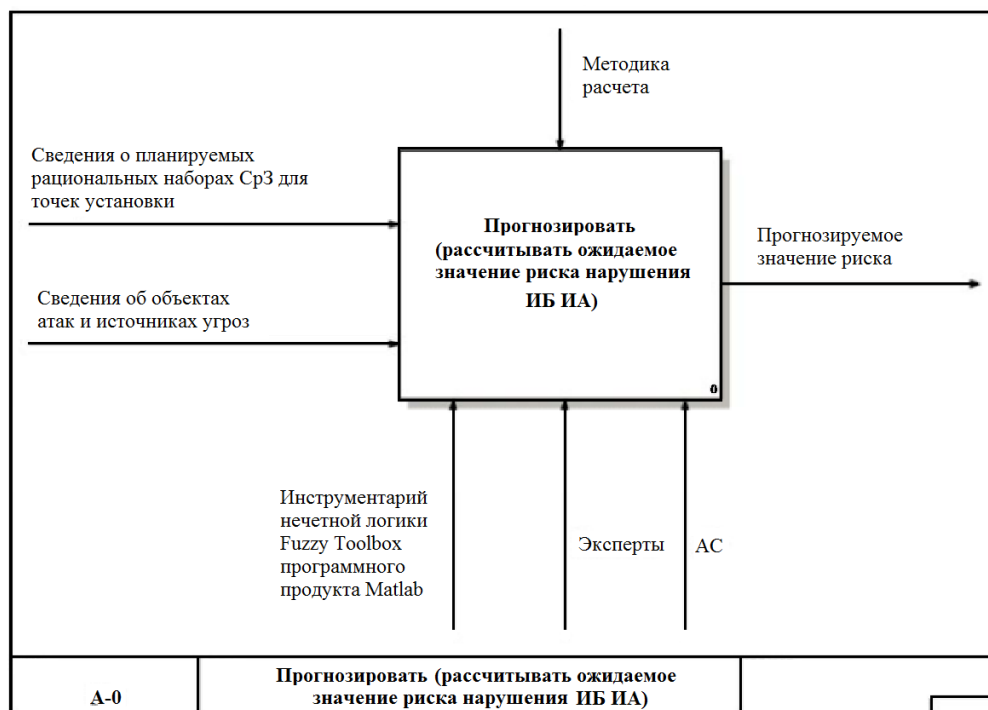 Методика
расчета
Сведения о планируемых
рациональных наборах СрЗ для
точек установки
Прогнозировать
(рассчитывать ожидаемое
значение риска нарушения
ИБ ИА)
Прогнозируемое
значение риска
Сведения об объектах
атак и источниках угроз
0
Инструментарий
нечетной логики
Fuzzy Toolbox
программного
продукта Matlab
Эксперты
АС
А-0
Прогнозировать (рассчитывать ожидаемое
значение риска нарушения ИБ ИА)